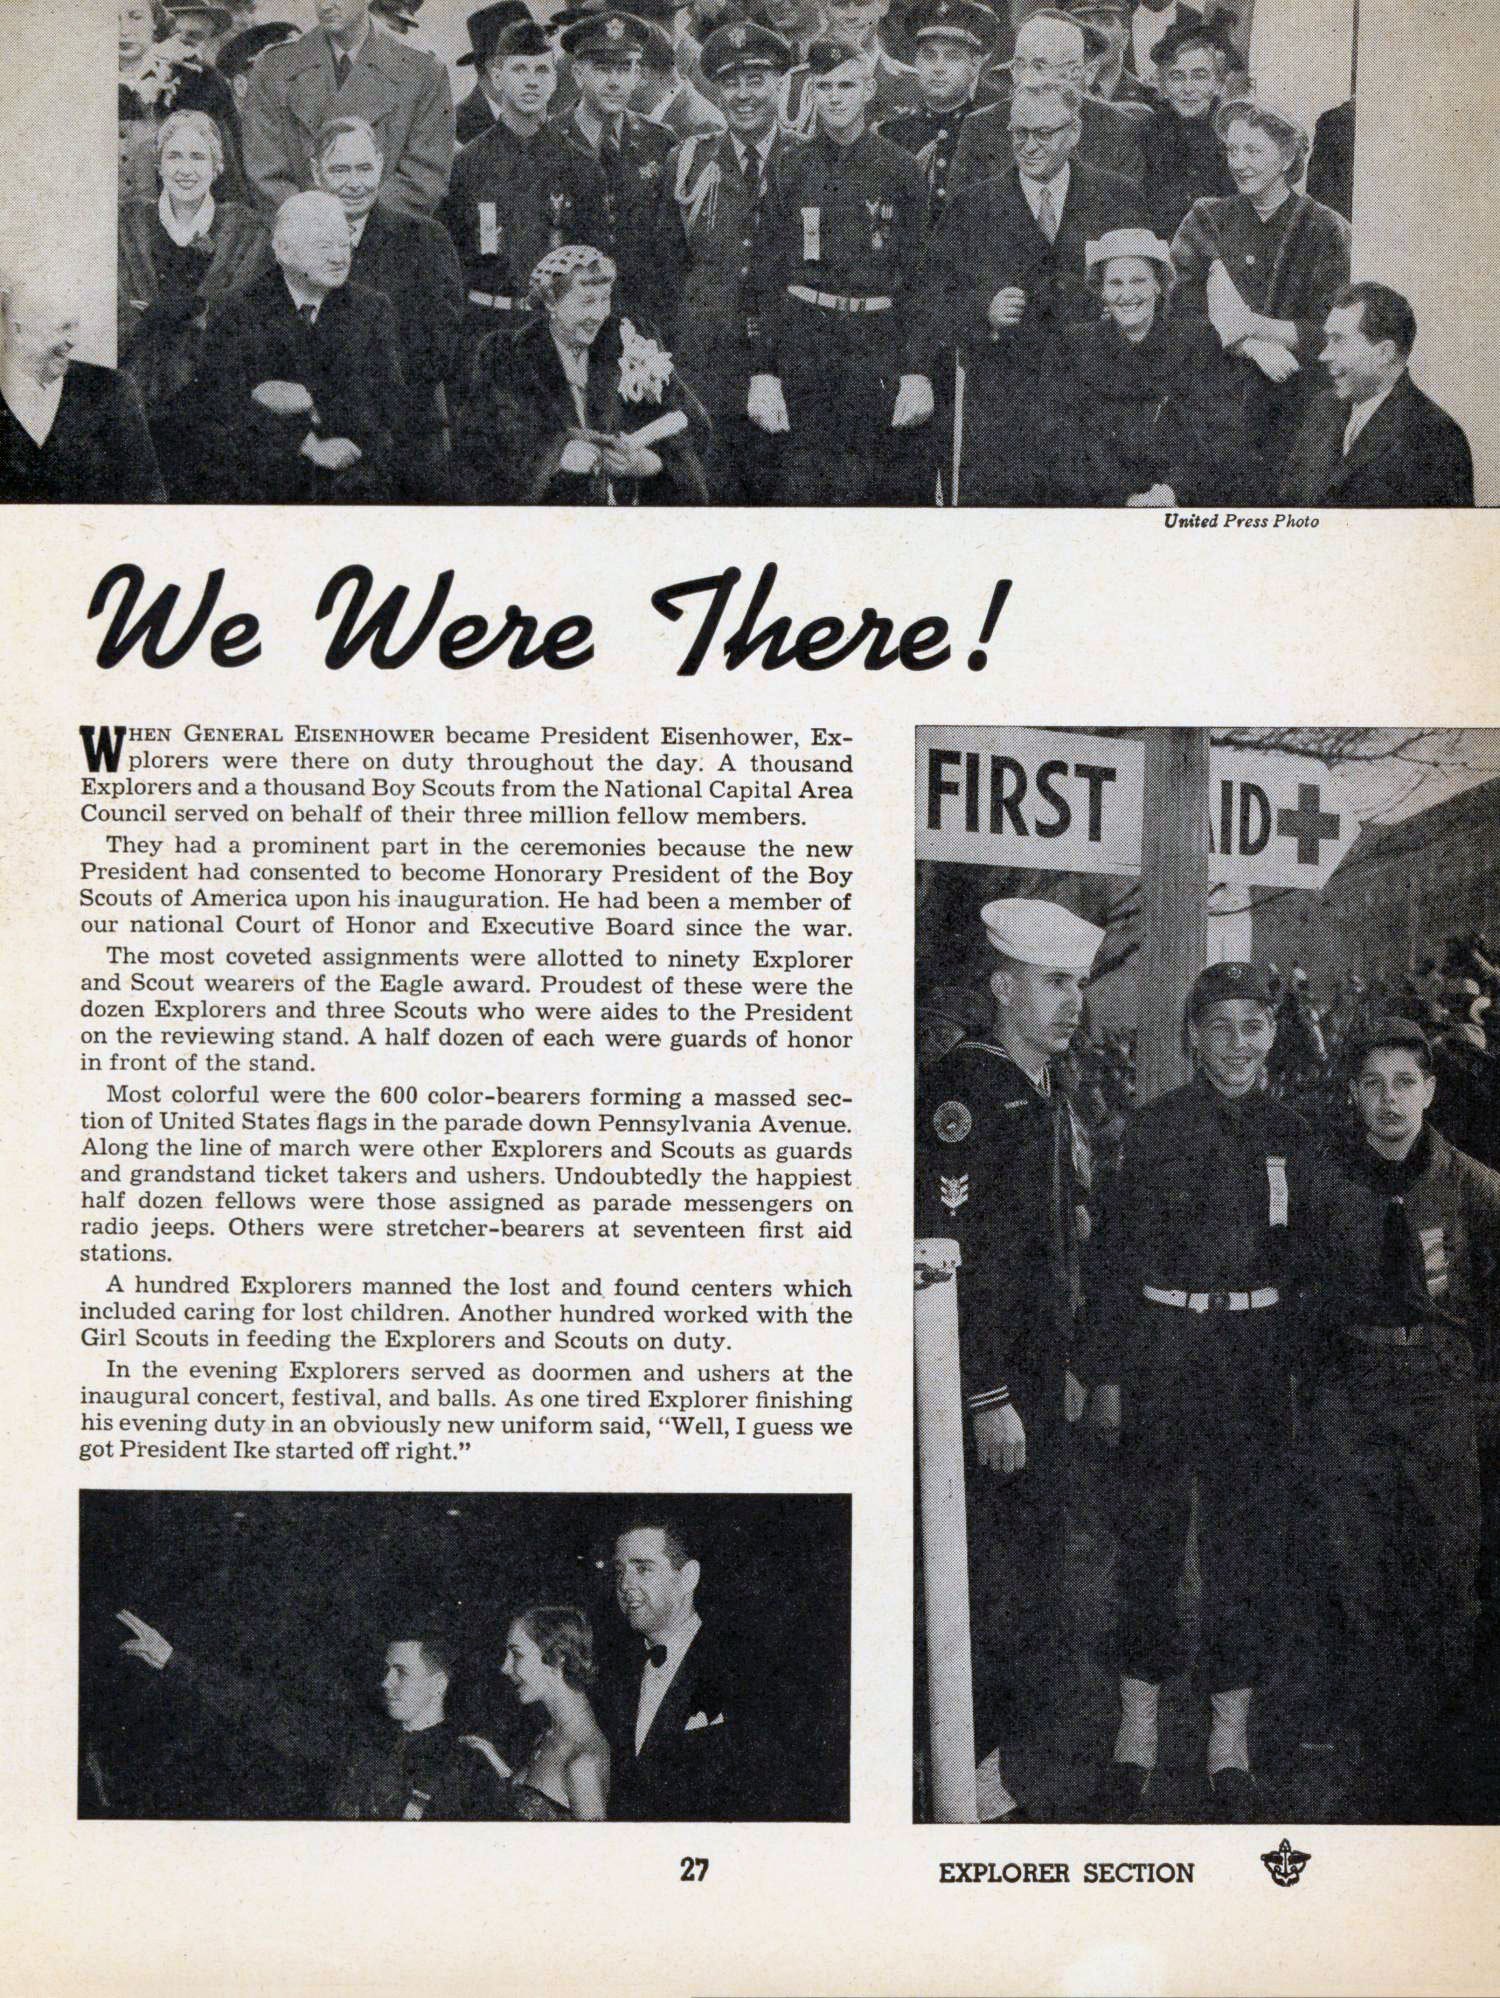 United Press Photo
We Were There!
WHEN GENERAL EISENHOWER became President Eisenhower, Ex-
plorers were there on duty throughout the day. A thousand
Explorers and a thousand Boy Scouts from the National Capital Area
Council served on behalf of their three million fellow members.
They had a prominent part in the ceremonies because the new
President had consented to become Honorary President of the Boy
Scouts of America upon his inauguration. He had been a member of
our national Court of Honor and Executive Board since the war.
The most coveted assignments were allotted to ninety Explorer
and Scout wearers of the Eagle award. Proudest of these were the
dozen Explorers and three Scouts who were aides to the President
on the reviewing stand. A half dozen of each were guards of honor
in front of the stand.
Most colorful were the 600 color-bearers forming a massed sec-
tion of United States flags in the parade down Pennsylvania Avenue.
Along the line of march were other Explorers and Scouts as guards
and grandstand ticket takers and ushers. Undoubtedly the happiest
half dozen fellows were those assigned as parade messengers on
radio jeeps. Others were stretcher-bearers at seventeen first aid
stations.
A hundred Explorers manned the lost and found centers which
included caring for lost children. Another hundred worked with the
Girl Scouts in feeding the Explorers and Scouts on duty.
In the evening Explorers served as doormen and ushers at the
inaugural concert, festival, and balls. As one tired Explorer finishing
his evening duty in an obviously new uniform said, “Well, I guess we
got President Ike started off right.”
FIRST AID
27
EXPLORER SECTION